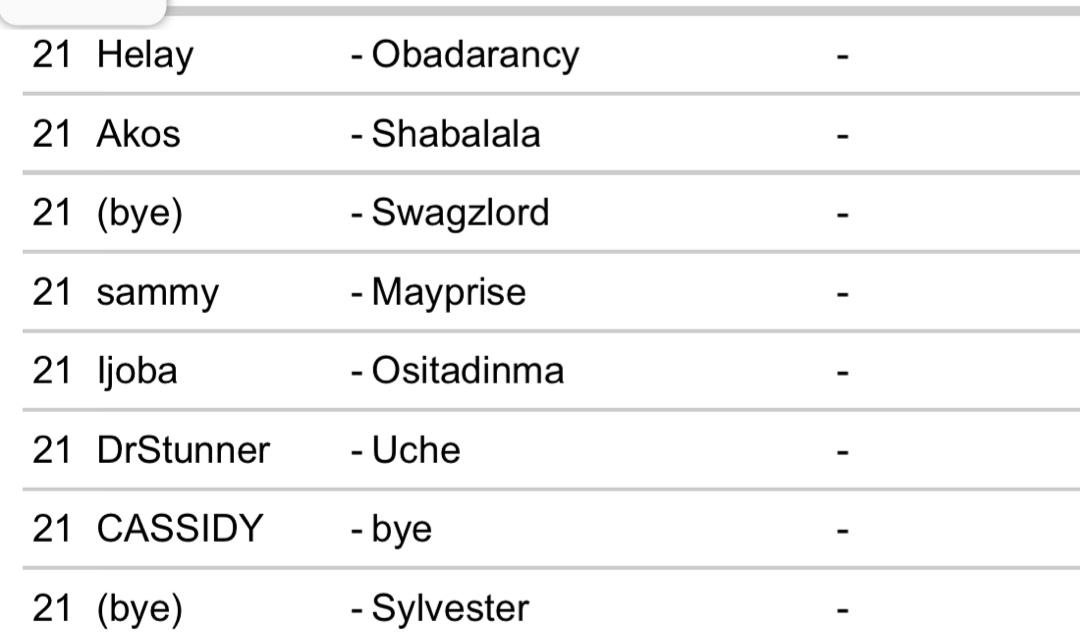 21 Helay - Obadarancy -
21 Akos - Shabalala -
21 (bye) - Swagzlord -
21 sammy - Mayprise -
21 Ijoba - Ositadinma -
21 DrStunner - Uche -
21 CASSIDY - bye -
21 (bye) - Sylvester -